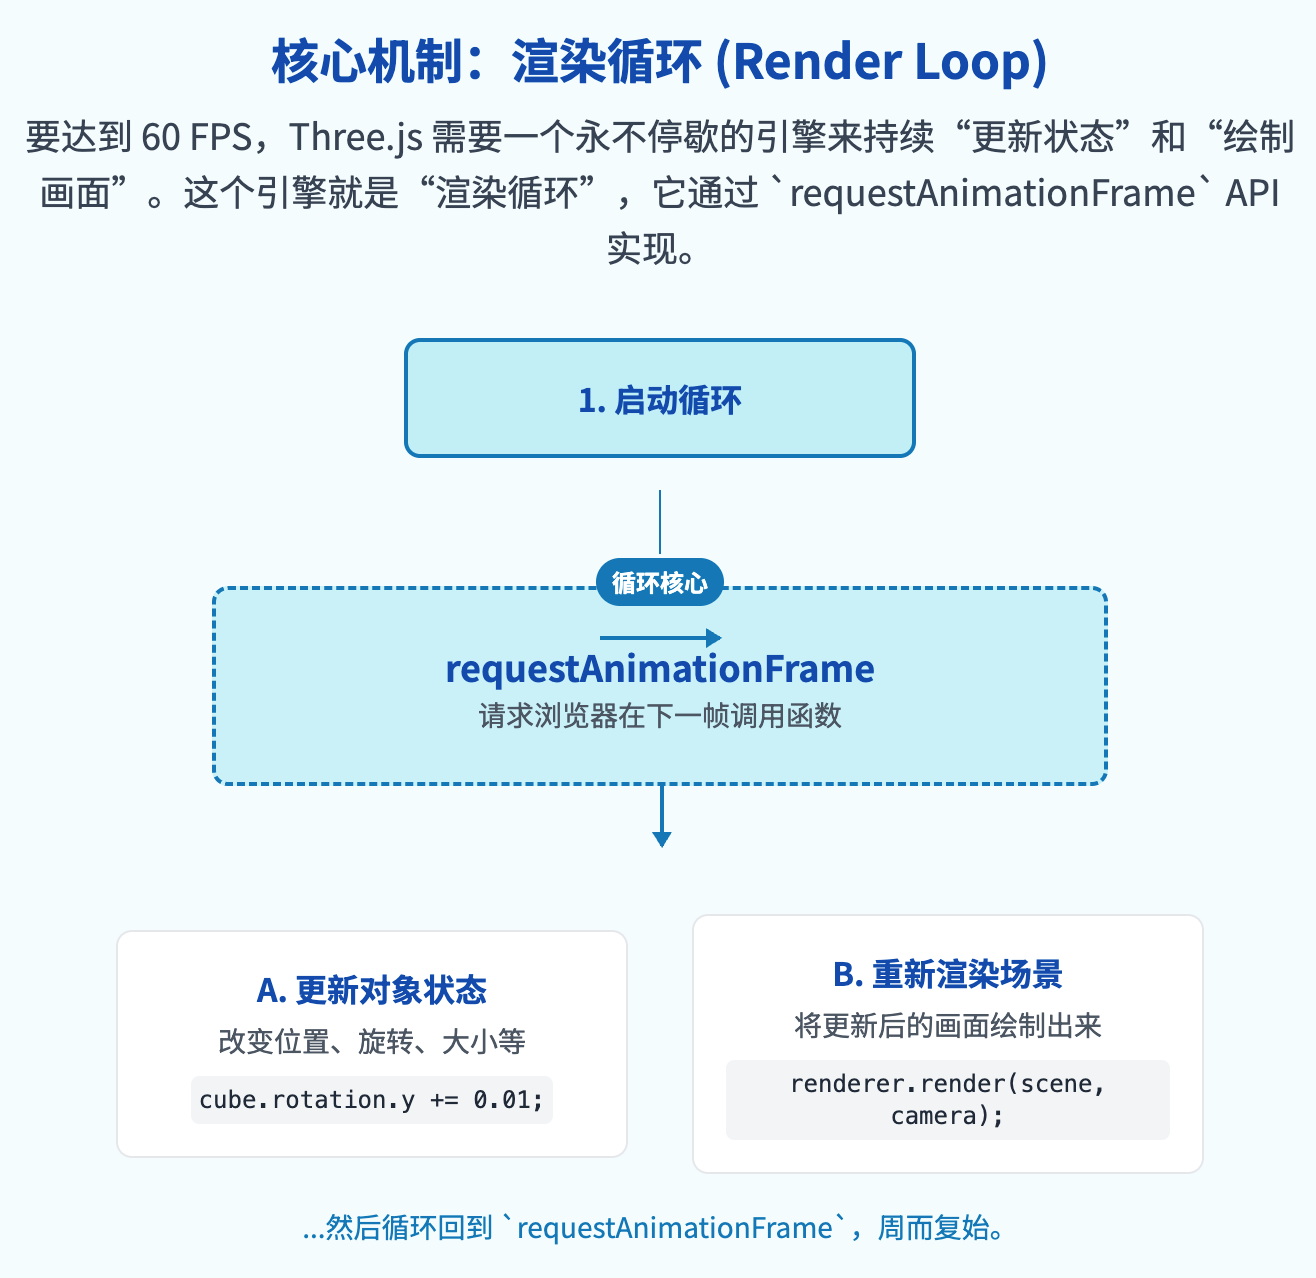 核心机制：渲染循环 (Render Loop)
要达到 60 FPS，Three.js 需要一个永不停歇的引擎来持续“更新状态”和“绘制
画面”。这个引擎就是“渲染循环”，它通过 `requestAnimationFrame` API
实现。
1. 启动循环
循环核心
requestAnimationFrame
请求浏览器在下一帧调用函数
A. 更新对象状态
改变位置、旋转、大小等
cube.rotation.y += 0.01;
B. 重新渲染场景
将更新后的画面绘制出来
renderer.render(scene,
camera);
...然后循环回到 `requestAnimationFrame`，周而复始。